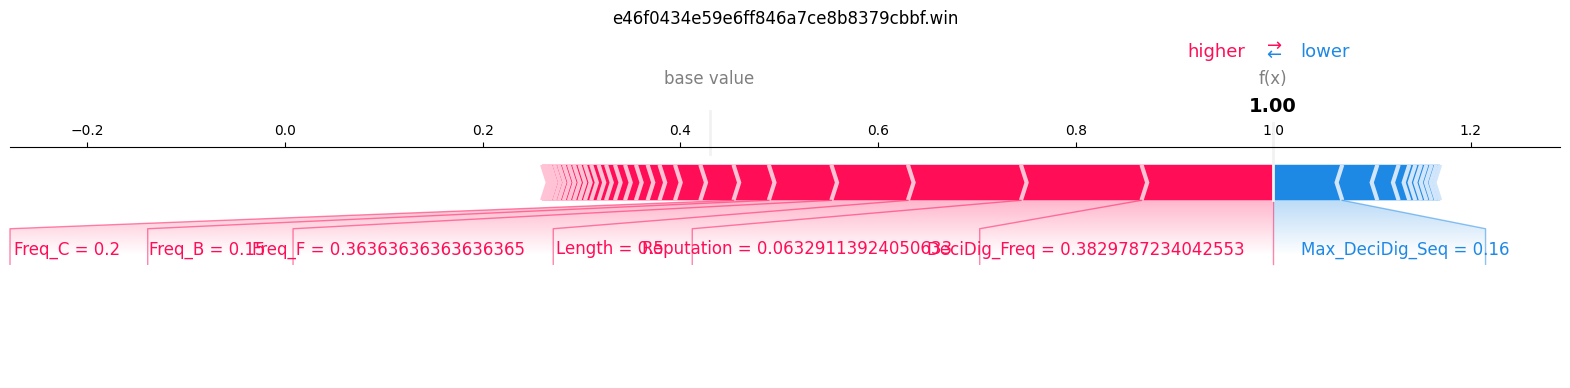 e46f0434e59e6ff846a7ce8b8379cbbf.win
higher ⇄ lower
base value f(x)
1.00
−0.2 0.0 0.2 0.4 0.6 0.8 1.0 1.2
Freq_C = 0.2 Freq_B = 0.15 Freq_F = 0.36363636363636365 Length = 0.5 Reputation = 0.06329113924050633 DeciDig_Freq = 0.3829787234042553 Max_DeciDig_Seq = 0.16